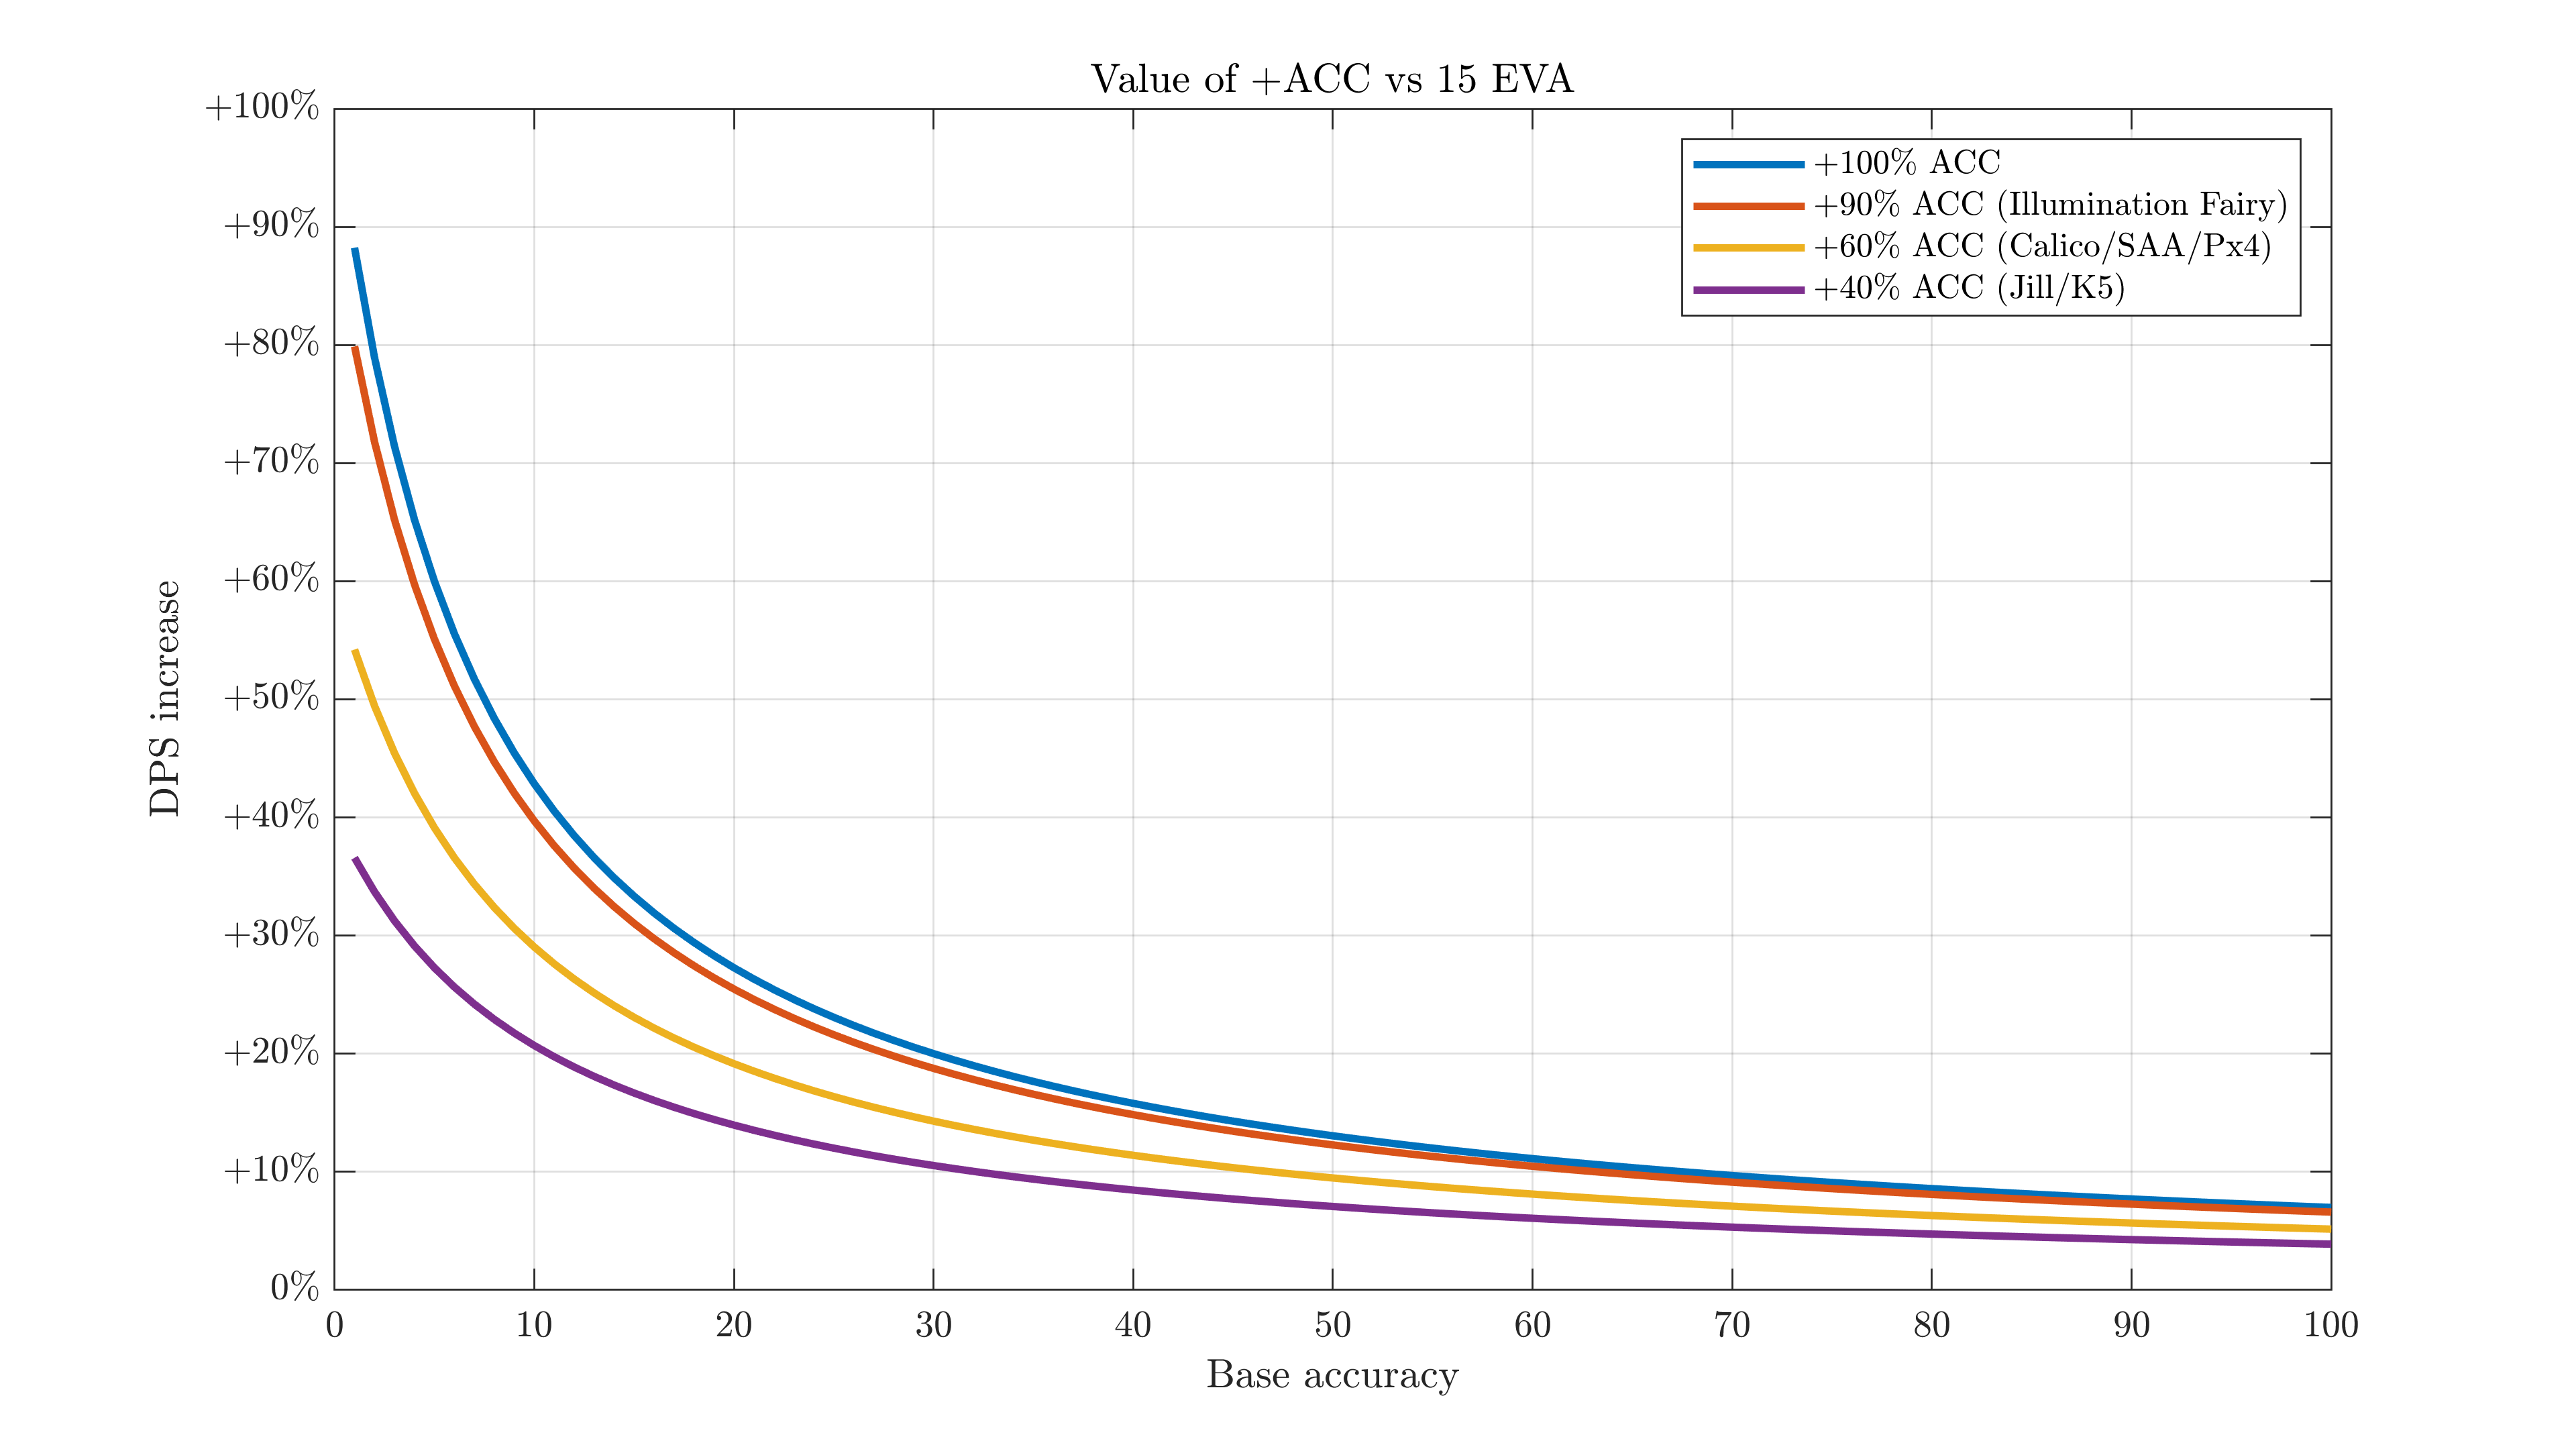 Value of +ACC vs 15 EVA
+100%
+90%
+80%
+70%
+60%
+50%
+40%
+30%
+20%
+10%
0%
DPS increase
+100% ACC
+90% ACC (Illumination Fairy)
+60% ACC (Calico/SAA/Px4)
+40% ACC (Jill/K5)
0 10 20 30 40 50 60 70 80 90 100
Base accuracy